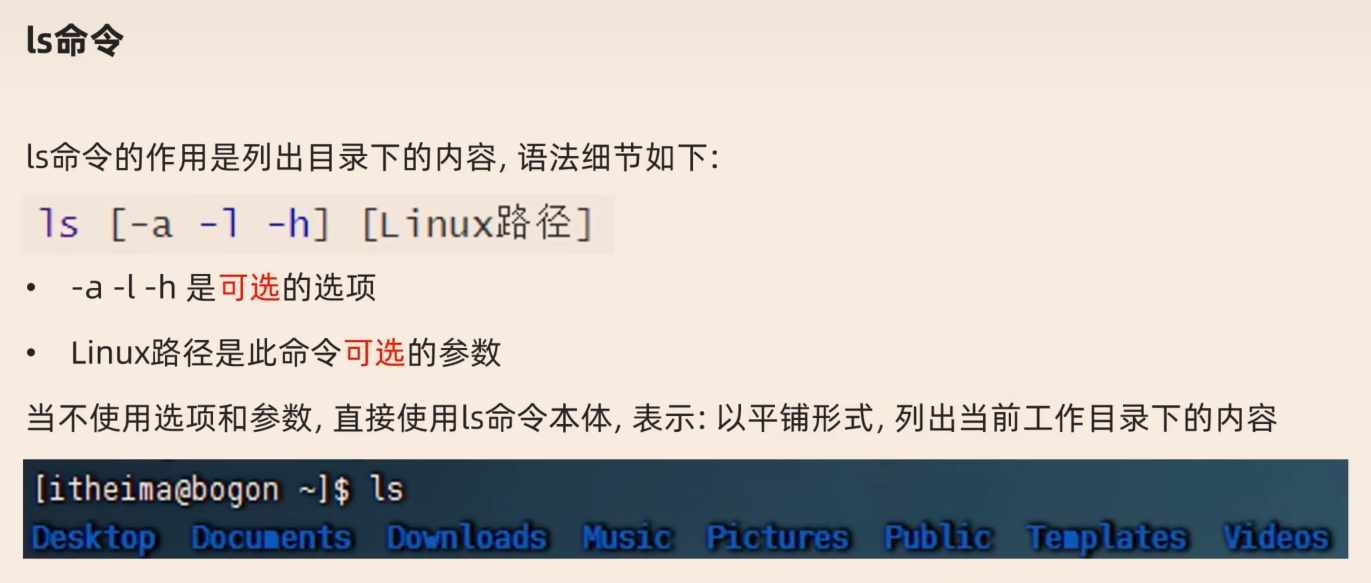 ls命令
ls命令的作用是列出目录下的内容, 语法细节如下:
ls [-a -l -h] [Linux路径]
• -a -l -h 是可选的选项
• Linux路径是此命令可选的参数
当不使用选项和参数, 直接使用ls命令本体, 表示: 以平铺形式, 列出当前工作目录下的内容
[itheima@bogon ~]$ ls
Desktop Documents Downloads Music Pictures Public Templates Videos